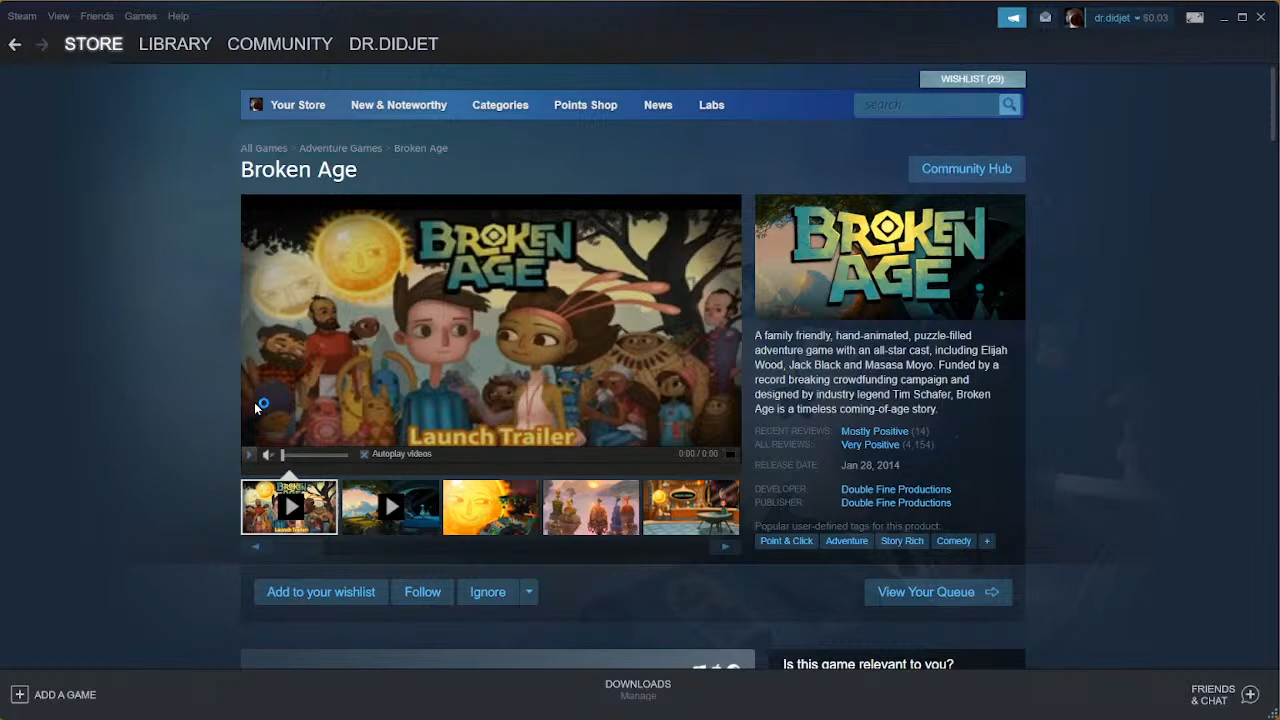 Steam View Friends Games Help
dr.didjet $0.03
STORE LIBRARY COMMUNITY DR.DIDJET
WISHLIST (29)
Your Store New & Noteworthy Categories Points Shop News Labs search
All Games > Adventure Games > Broken Age
Broken Age
Community Hub
BROKEN AGE
Launch Trailer
Autoplay videos 0:00 / 0:00
BROKEN
AGE
A family friendly, hand-animated, puzzle-filled
adventure game with an all-star cast, including Elijah
Wood, Jack Black and Masasa Moyo. Funded by a
record breaking crowdfunding campaign and
designed by industry legend Tim Schafer, Broken
Age is a timeless coming-of-age story.
RECENT REVIEWS: Mostly Positive (14)
ALL REVIEWS: Very Positive (4,154)
RELEASE DATE: Jan 28, 2014
DEVELOPER: Double Fine Productions
PUBLISHER: Double Fine Productions
Popular user-defined tags for this product:
Point & Click Adventure Story Rich Comedy +
Add to your wishlist Follow Ignore View Your Queue
Is this game relevant to you?
ADD A GAME
DOWNLOADS
Manage
FRIENDS
& CHAT